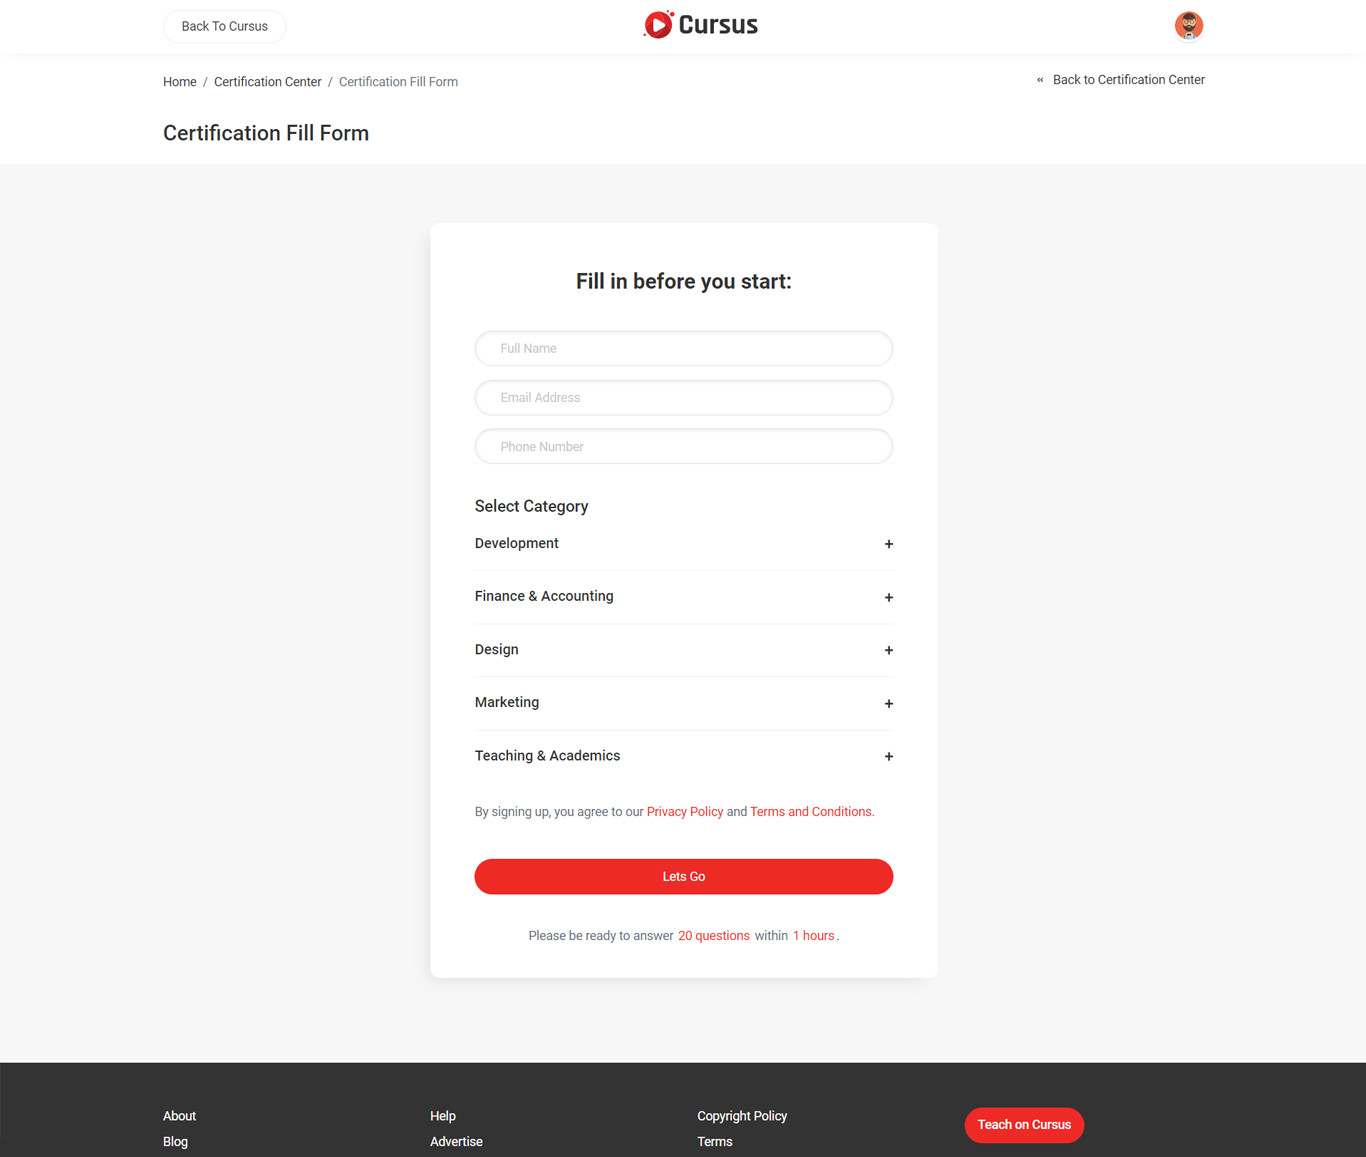 Back To Cursus
Cursus
Home / Certification Center / Certification Fill Form
« Back to Certification Center
Certification Fill Form
Fill in before you start:
Full Name
Email Address
Phone Number
Select Category
Development +
Finance & Accounting +
Design +
Marketing +
Teaching & Academics +
By signing up, you agree to our Privacy Policy and Terms and Conditions.
Lets Go
Please be ready to answer 20 questions within 1 hours.
About
Blog
Help
Advertise
Copyright Policy
Terms
Teach on Cursus